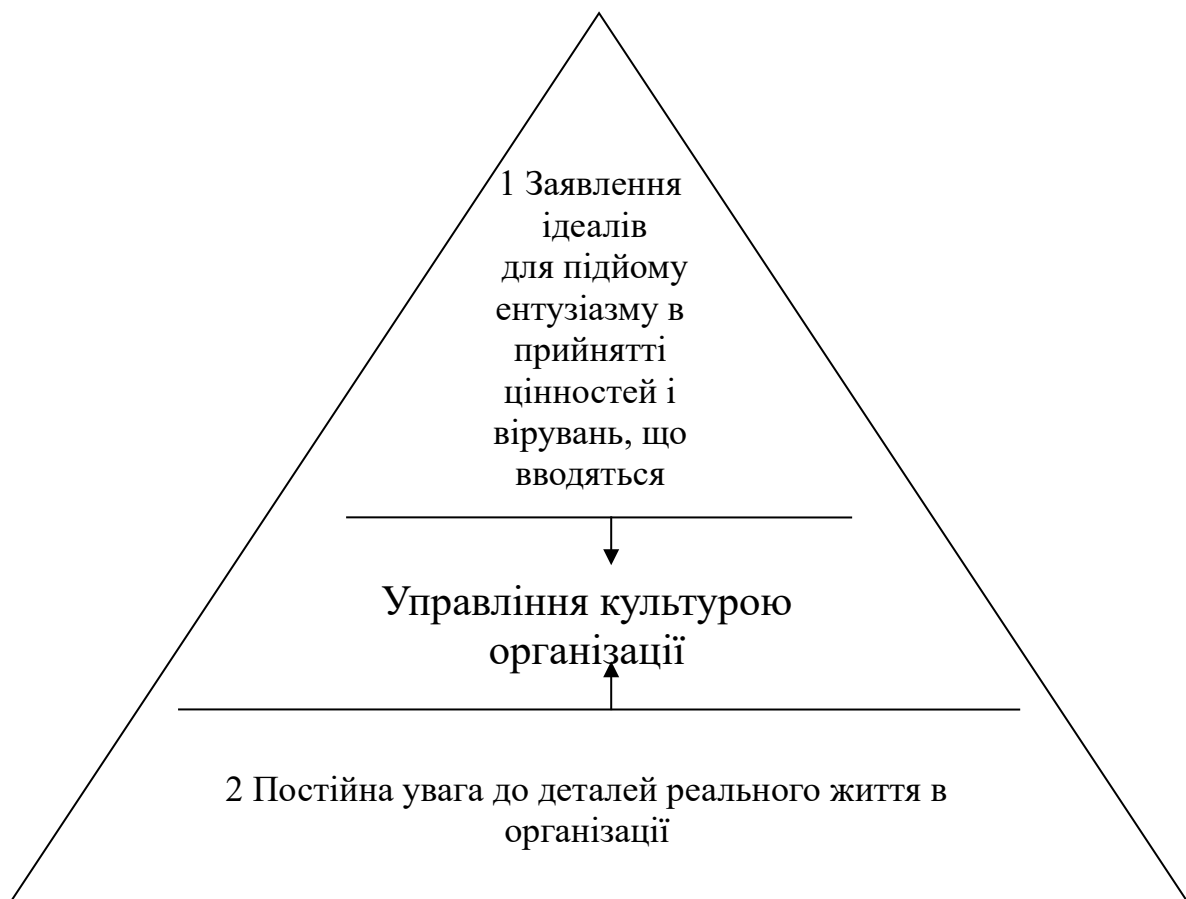 1 Заявлення
ідеалів
для підйому
ентузіазму в
прийнятті
цінностей і
вірувань, що
вводяться
Управління культурою
організації
2 Постійна увага до деталей реального життя в
організації